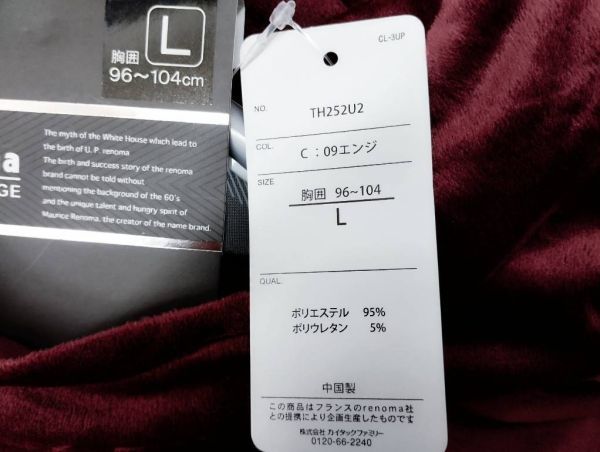 胸囲
L
96～104cm
The myth of the White House which lead to
the birth of U. P. renoma
The birth and success story of the renoma
brand cannot be told without
mentioning the background of the 60's
and the unique talent and hungry spirit of
Maurice Renoma, the creator of the name brand.
a
GE
CL-3UP
NO. TH252U2
COL. C：09エンジ
SIZE 胸囲 96~104
L
QUAL.
ポリエステル 95%
ポリウレタン 5%
中国製
この商品はフランスのrenoma社
との提携により企画生産したものです
株式会社 カイタックファミリー
0120-66-2240